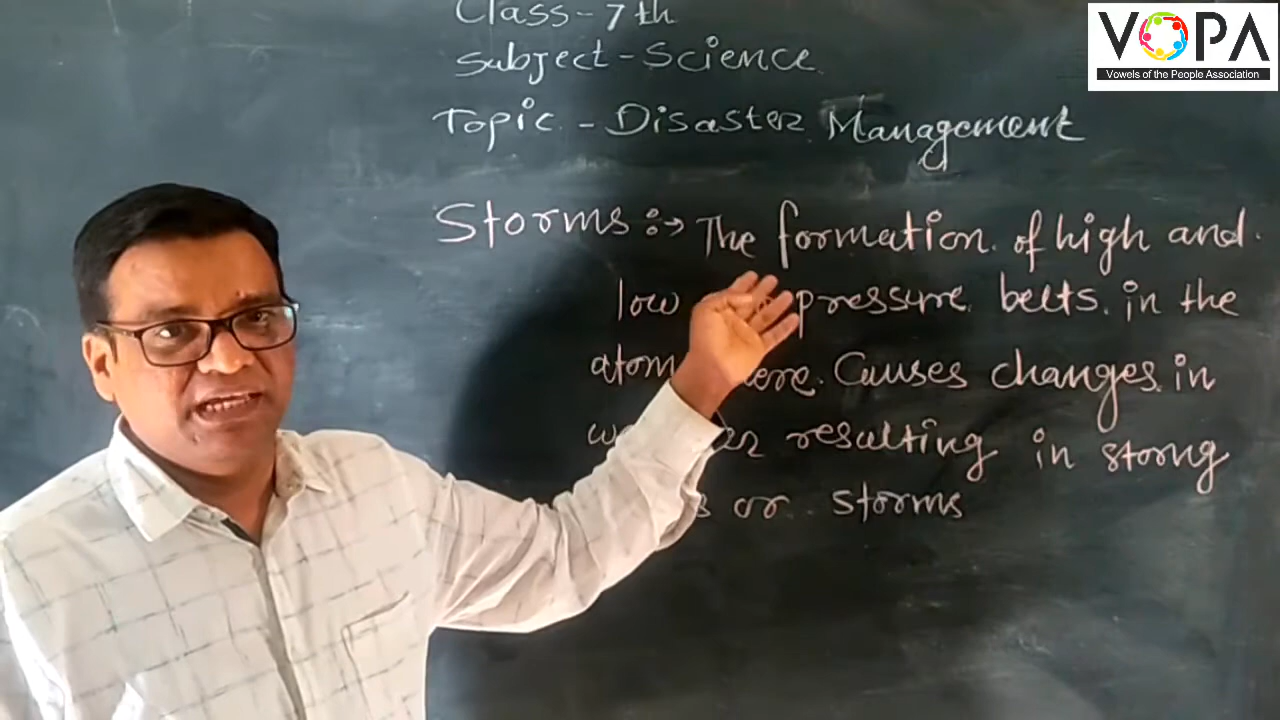 Class-7th
Subject-Science
Topic-Disaster Management
VOPA
Vowels of the People Association
Storms:→ The formation of high and
low pressure belts in the
Causes changes in
resulting in storng
or storms